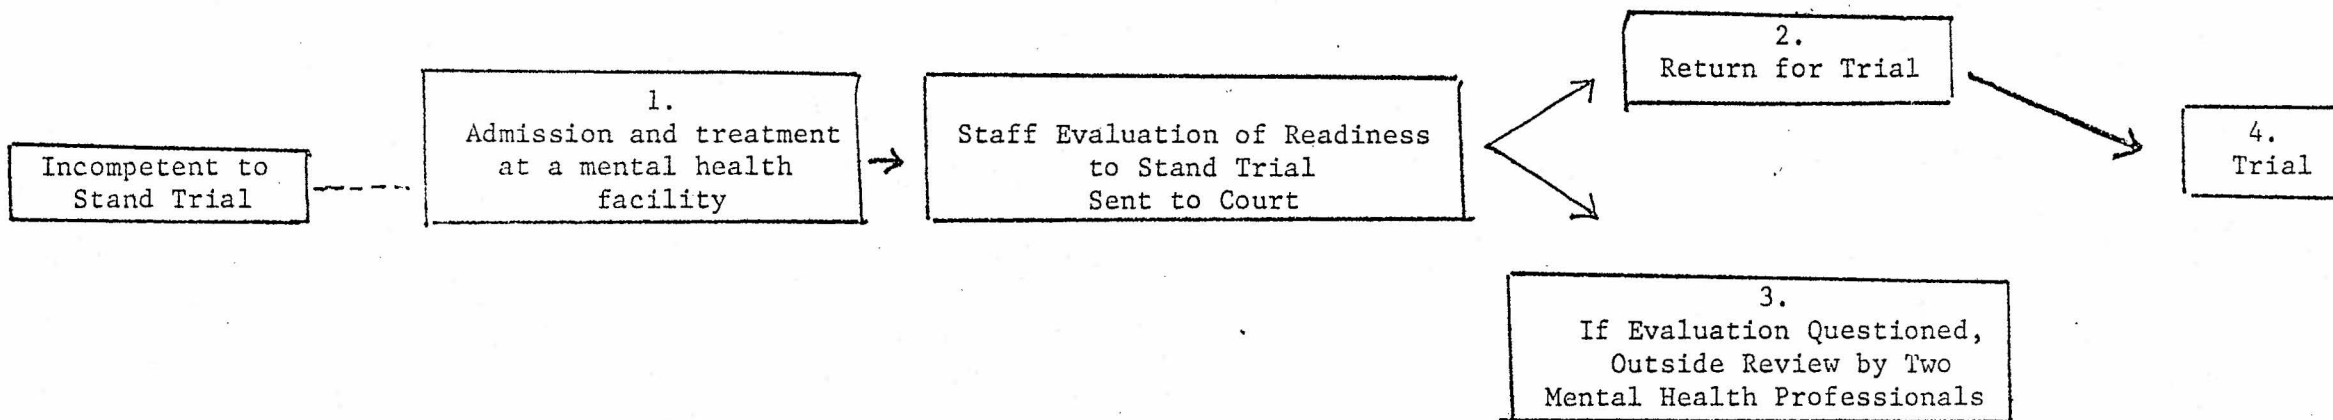 Incompetent to
Stand Trial
1.
Admission and treatment
at a mental health
facility
Staff Evaluation of Readiness
to Stand Trial
Sent to Court
2.
Return for Trial
3.
If Evaluation Questioned,
Outside Review by Two
Mental Health Professionals
4.
Trial